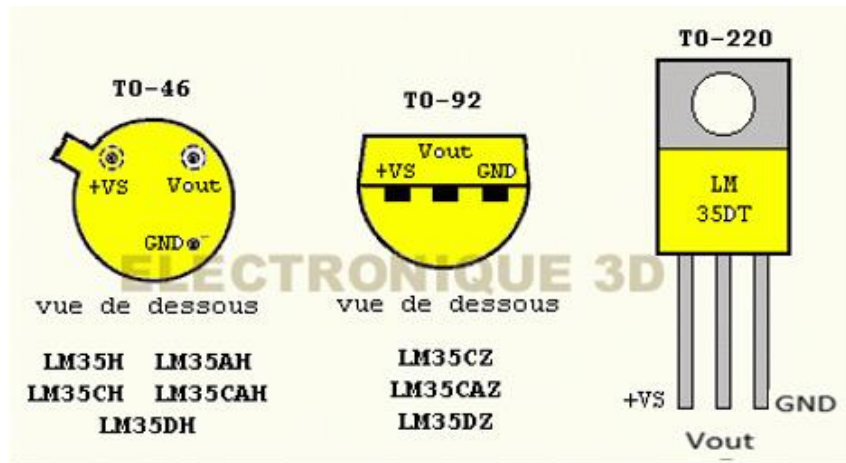 TO-46
+VS Vout
GND
vue de dessous
LM35H LM35AH
LM35CH LM35CAH
LM35DH
TO-92
Vout
+VS GND
vue de dessous
LM35CZ
LM35CAZ
LM35DZ
TO-220
LM
35DT
+VS GND
Vout
ELECTRONIQUE 3D